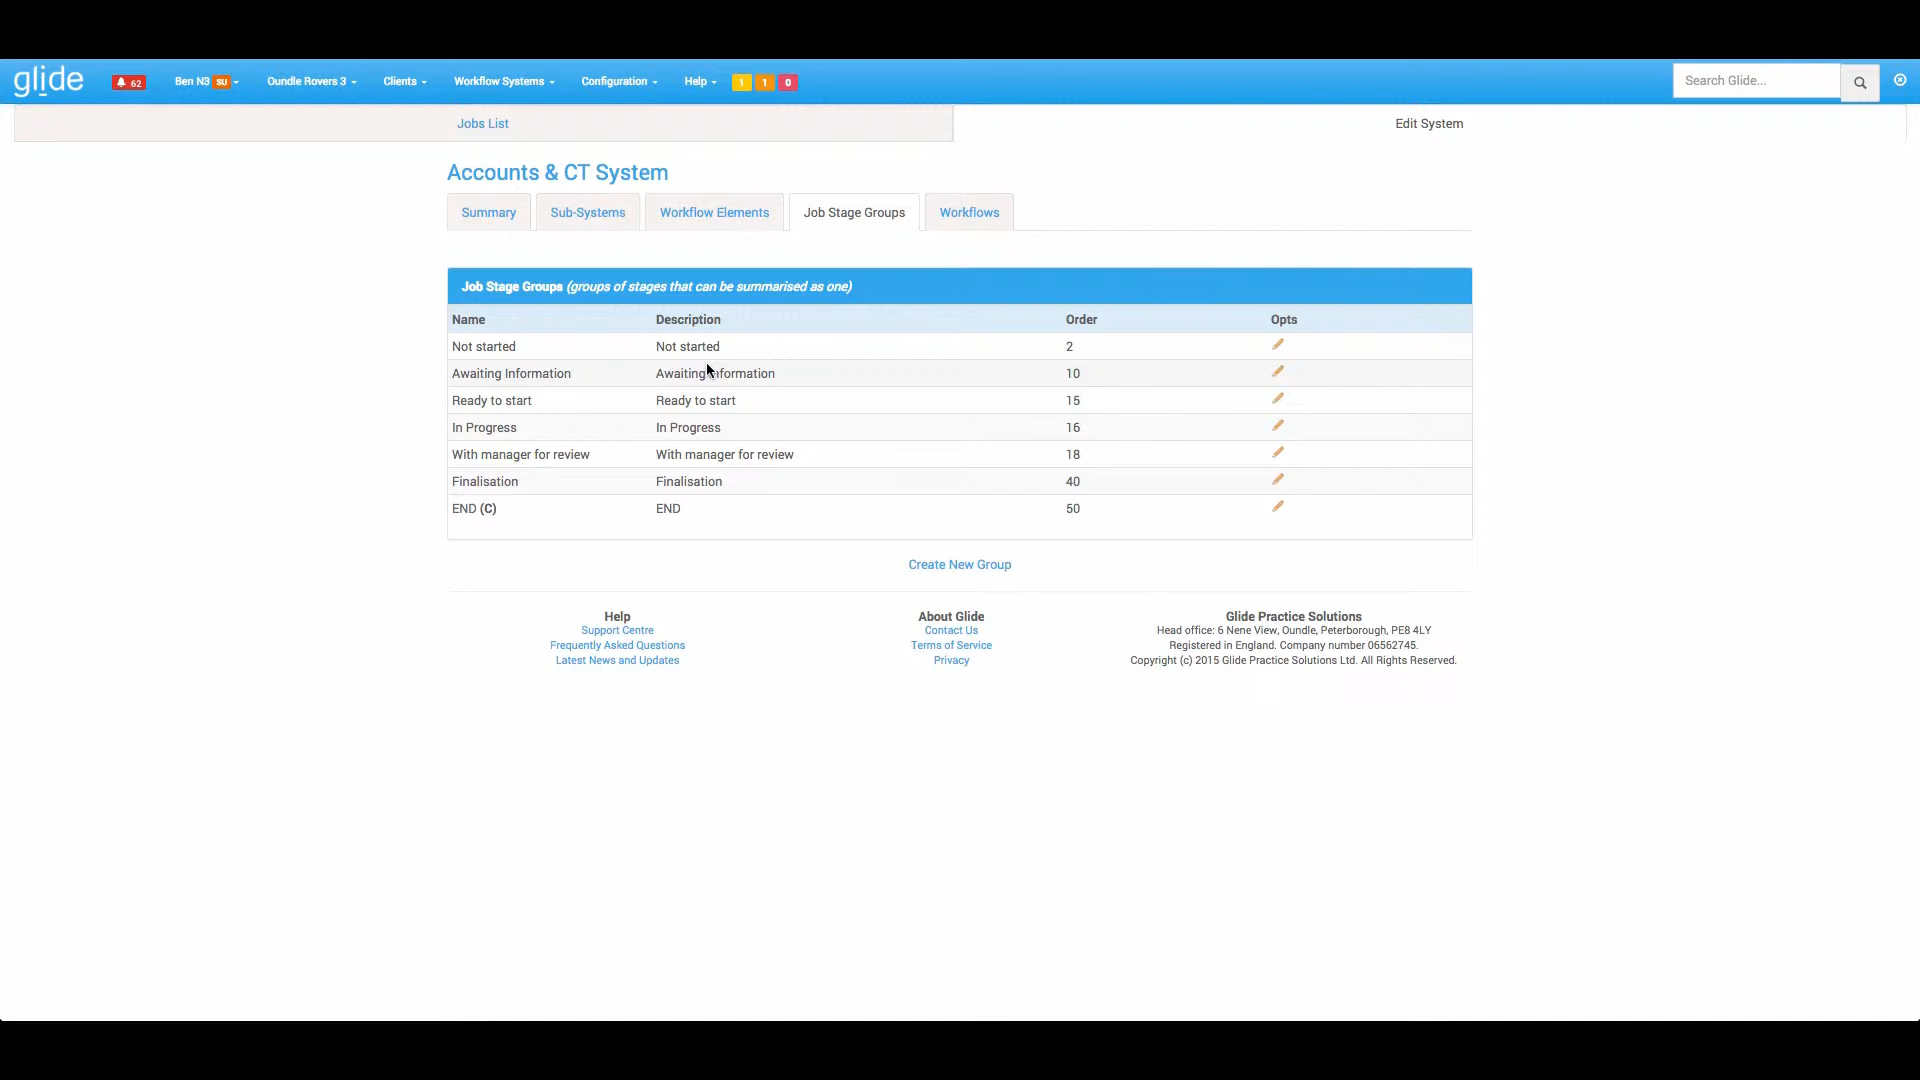 glide 62 Ben N3 SU Oundle Rovers 3 Clients Workflow Systems Configuration Help 1 1 0 Search Glide...
Jobs List Edit System
Accounts & CT System
Summary Sub-Systems Workflow Elements Job Stage Groups Workflows
Job Stage Groups (groups of stages that can be summarised as one)
Name Description Order Opts
Not started Not started 2
Awaiting Information Awaiting Information 10
Ready to start Ready to start 15
In Progress In Progress 16
With manager for review With manager for review 18
Finalisation Finalisation 40
END (C) END 50
Create New Group
Help About Glide Glide Practice Solutions
Support Centre Contact Us Head office: 6 Nene View, Oundle, Peterborough, PE8 4LY
Frequently Asked Questions Terms of Service Registered in England. Company number 06562745.
Latest News and Updates Privacy Copyright (c) 2015 Glide Practice Solutions Ltd. All Rights Reserved.